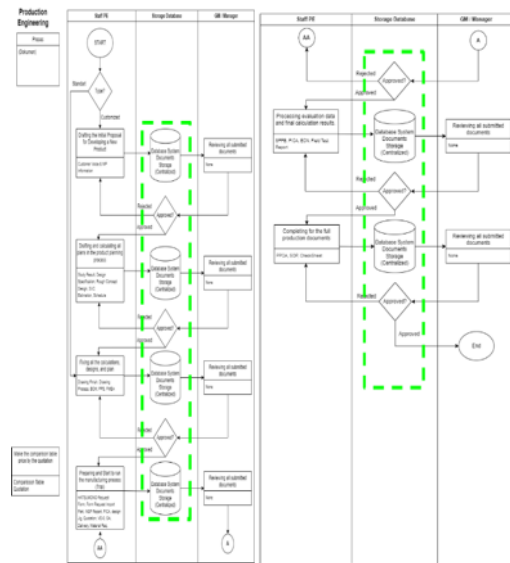 Production
Engineering
(Document)
Make the comparison table
prior to the quotation
Comparison Table
Quotation
Staff PE
Storage Database
GM / Manager
START
Type?
Standard
Customized
Drafting the Initial Proposal
To Developing a New
Product
Information
Database System
Documents
Storage
(Centralized)
Reviewing all submitted
documents
None
Rejected
Approved?
Approved
Drafting and calculating all
plans in the product planning
process
Database System
Documents
Storage
(Centralized)
Reviewing all submitted
documents
None
Rejected
Approved?
Approved
Fixing all the calculations,
designs, and plan
Database System
Documents
Storage
(Centralized)
Reviewing all submitted
documents
None
Rejected
Approved?
Approved
Preparing and Start to run
the manufacturing process
(Trial)
Database System
Documents
Storage
(Centralized)
Reviewing all submitted
documents
None
AA
A
Staff PE
Storage Database
GM / Manager
AA
A
Rejected
Approved?
Approved
Processing evaluation data
and final calculation results
Database System
Documents
Storage
(Centralized)
Reviewing all submitted
documents
None
Rejected
Approved?
Approved
Completing for the full
production documents
Database System
Documents
Storage
(Centralized)
Reviewing all submitted
documents
None
Rejected
Approved?
Approved
End